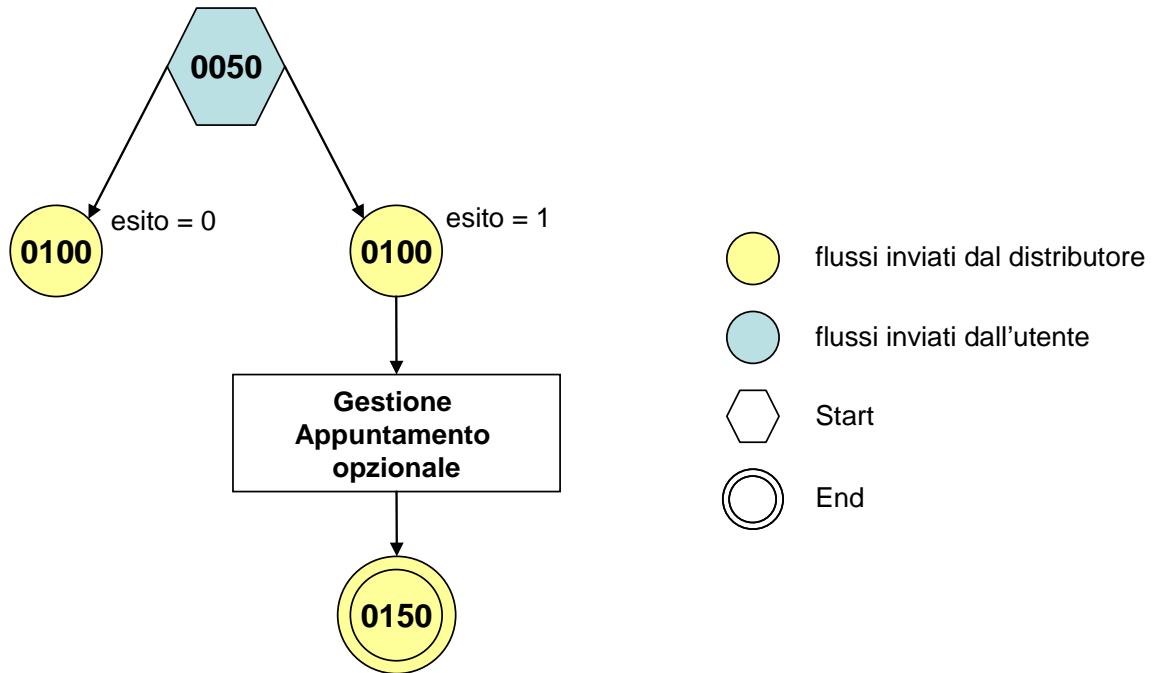 0050
esito = 0
esito = 1
0100
0100
Gestione
Appuntamento
opzionale
0150
flussi inviati dal distributore
flussi inviati dall'utente
Start
End